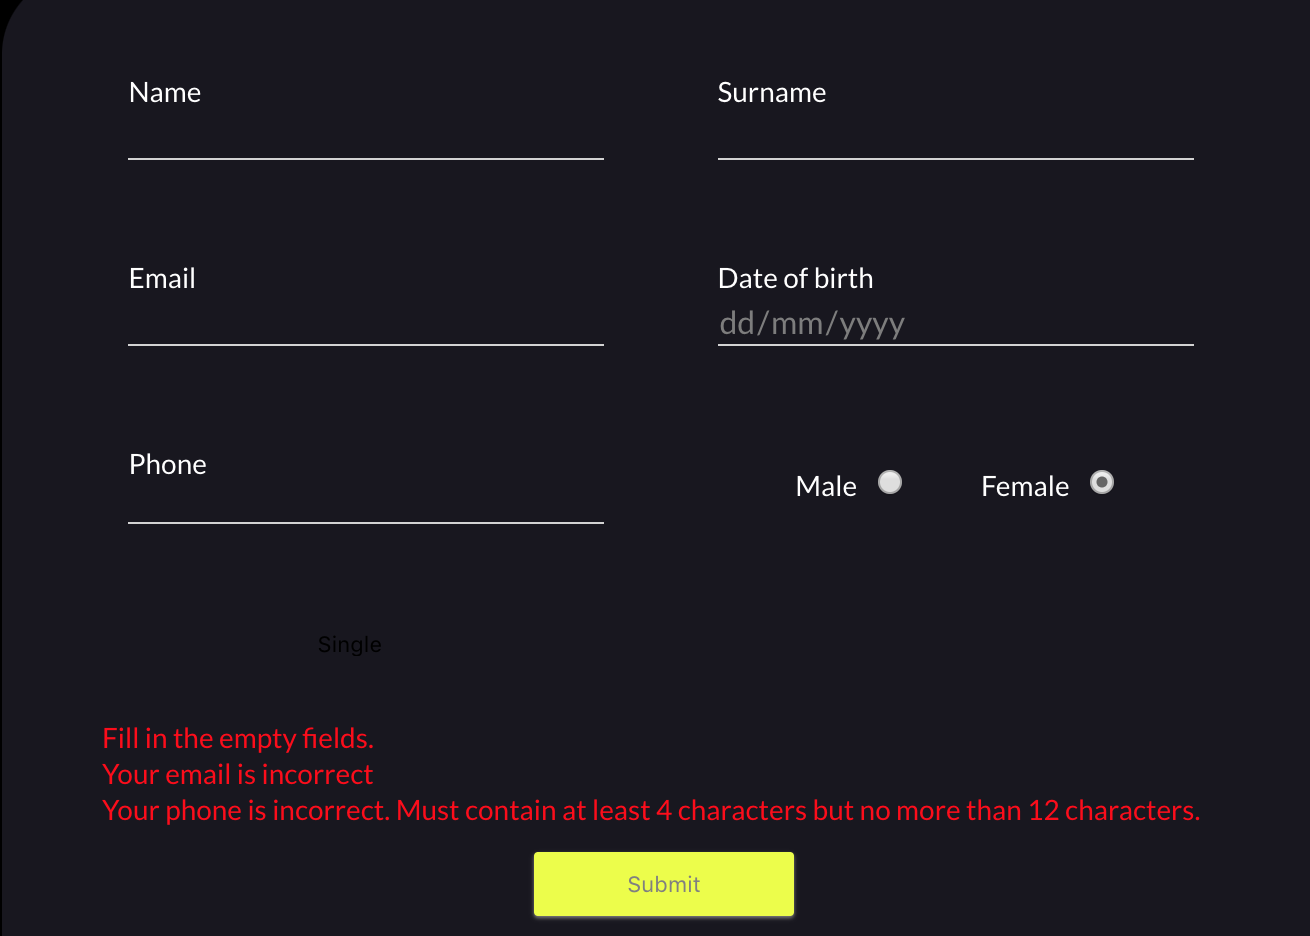 Name
Surname
Email
Date of birth
dd/mm/yyyy
Phone
Male
Female
Single
Fill in the empty fields.
Your email is incorrect
Your phone is incorrect. Must contain at least 4 characters but no more than 12 characters.
Submit